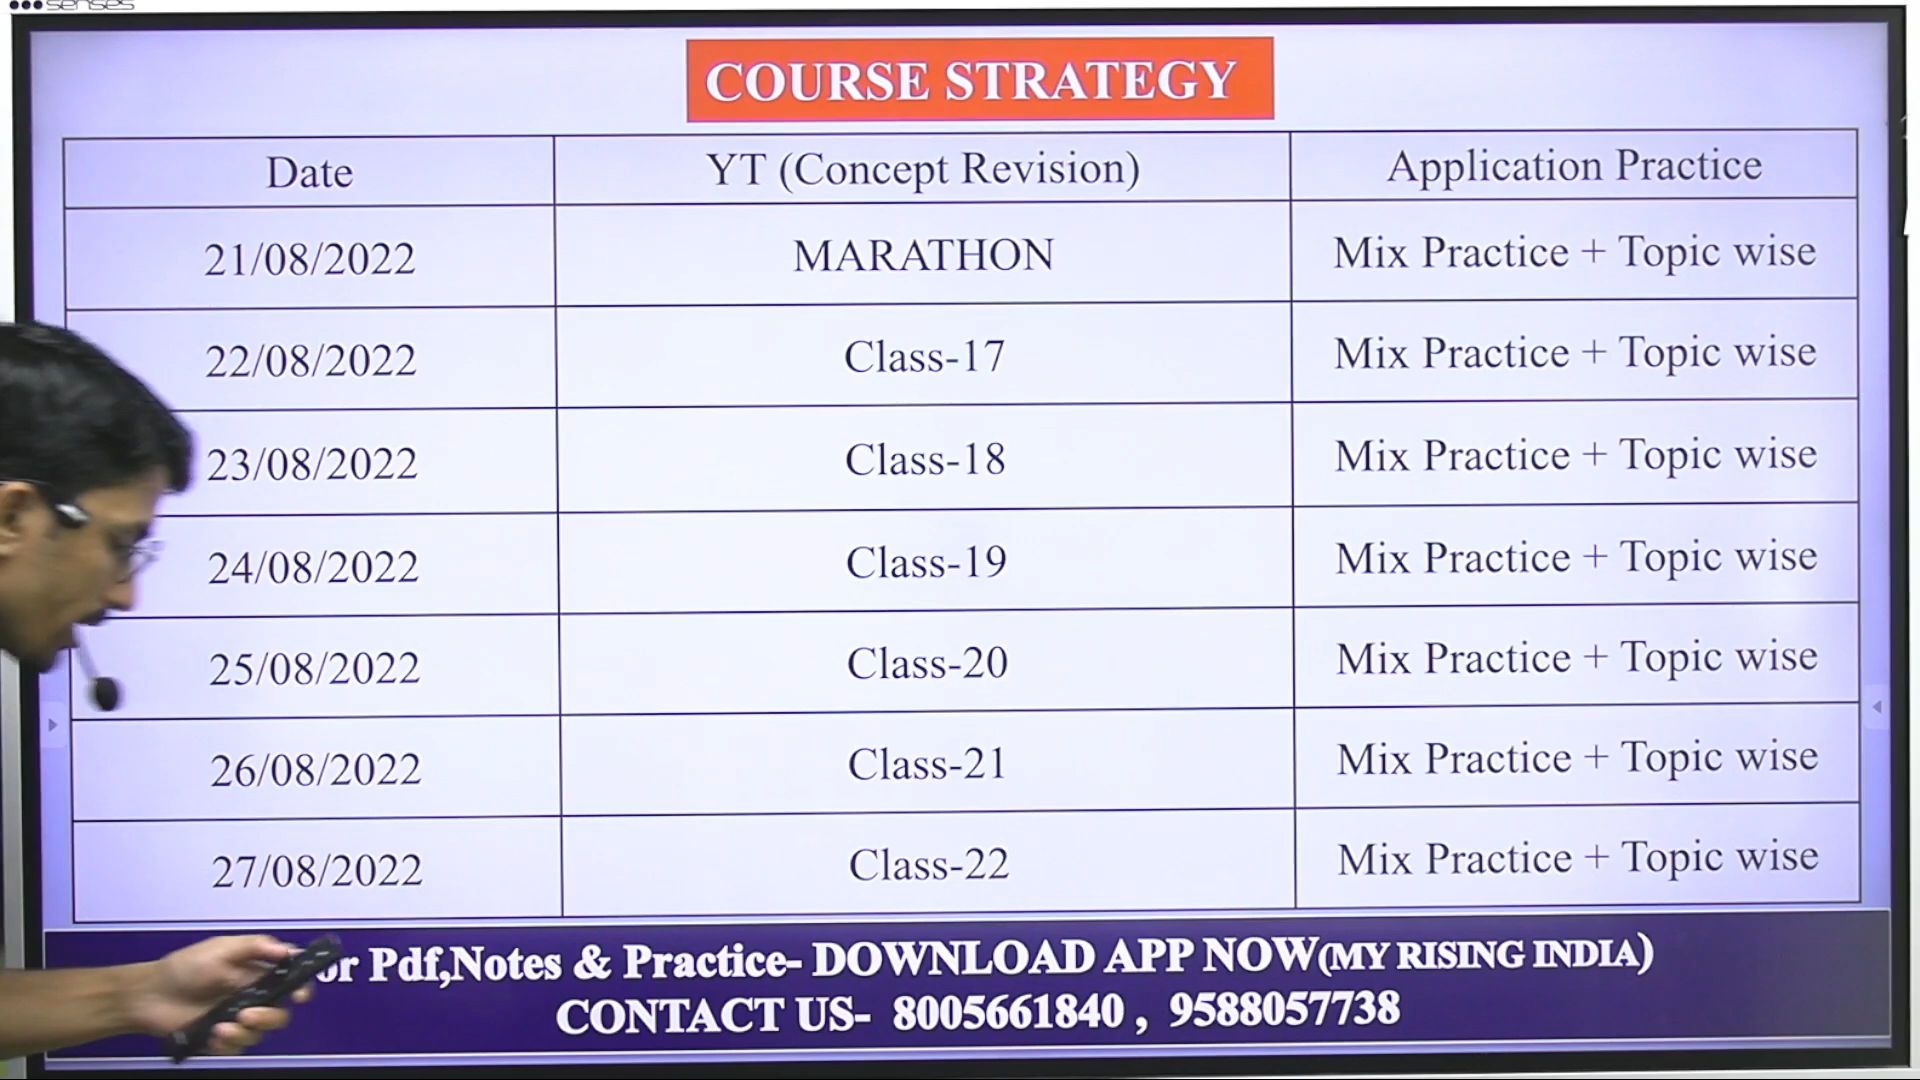 senses
COURSE STRATEGY
Date YT (Concept Revision) Application Practice
21/08/2022 MARATHON Mix Practice + Topic wise
22/08/2022 Class-17 Mix Practice + Topic wise
23/08/2022 Class-18 Mix Practice + Topic wise
24/08/2022 Class-19 Mix Practice + Topic wise
25/08/2022 Class-20 Mix Practice + Topic wise
26/08/2022 Class-21 Mix Practice + Topic wise
27/08/2022 Class-22 Mix Practice + Topic wise
or Pdf,Notes & Practice- DOWNLOAD APP NOW(MY RISING INDIA)
CONTACT US- 8005661840 , 9588057738